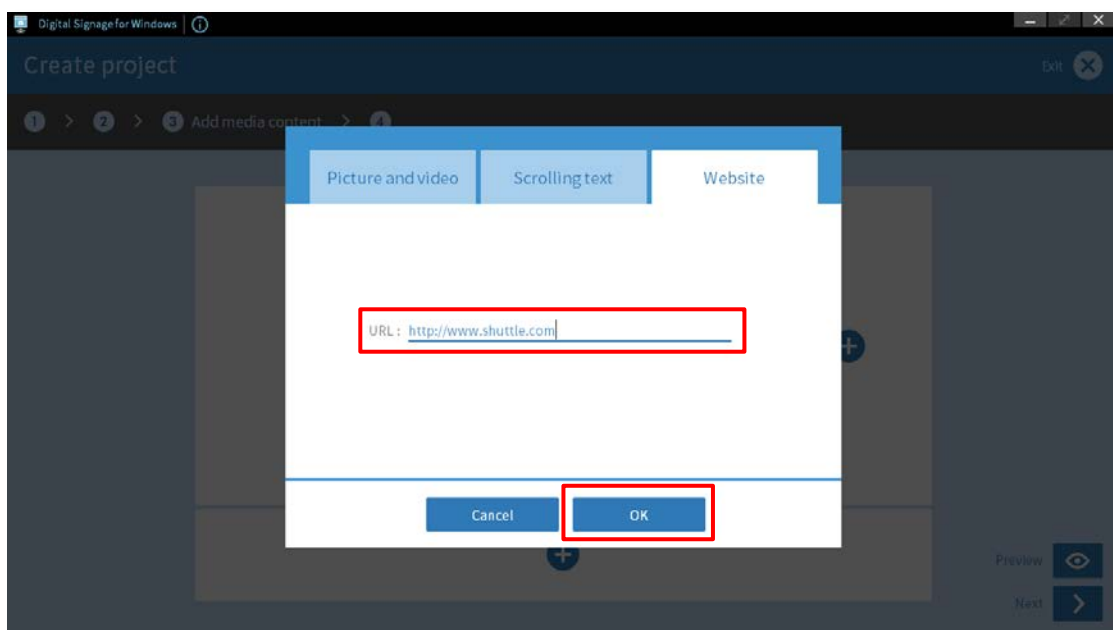 Digital Signage for Windows
Create project
Exit
1 > 2 > 3 Add media content > 4
Picture and video
Scrolling text
Website
URL : http://www.shuttle.com
Cancel
OK
Preview
Next